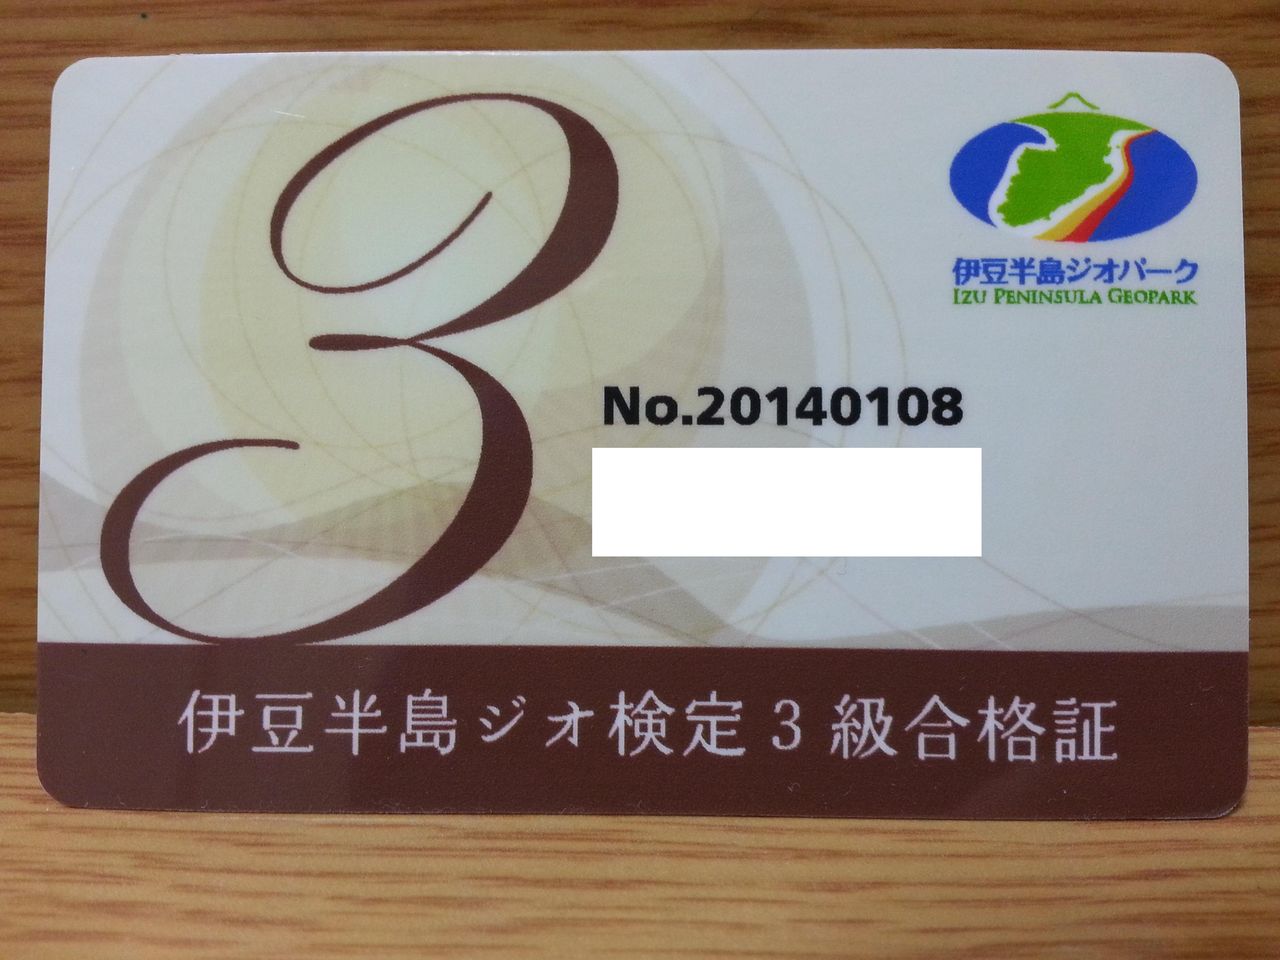 3
伊豆半島ジオパーク
IZU PENINSULA GEOPARK
No.20140108
伊豆半島ジオ検定3級合格証